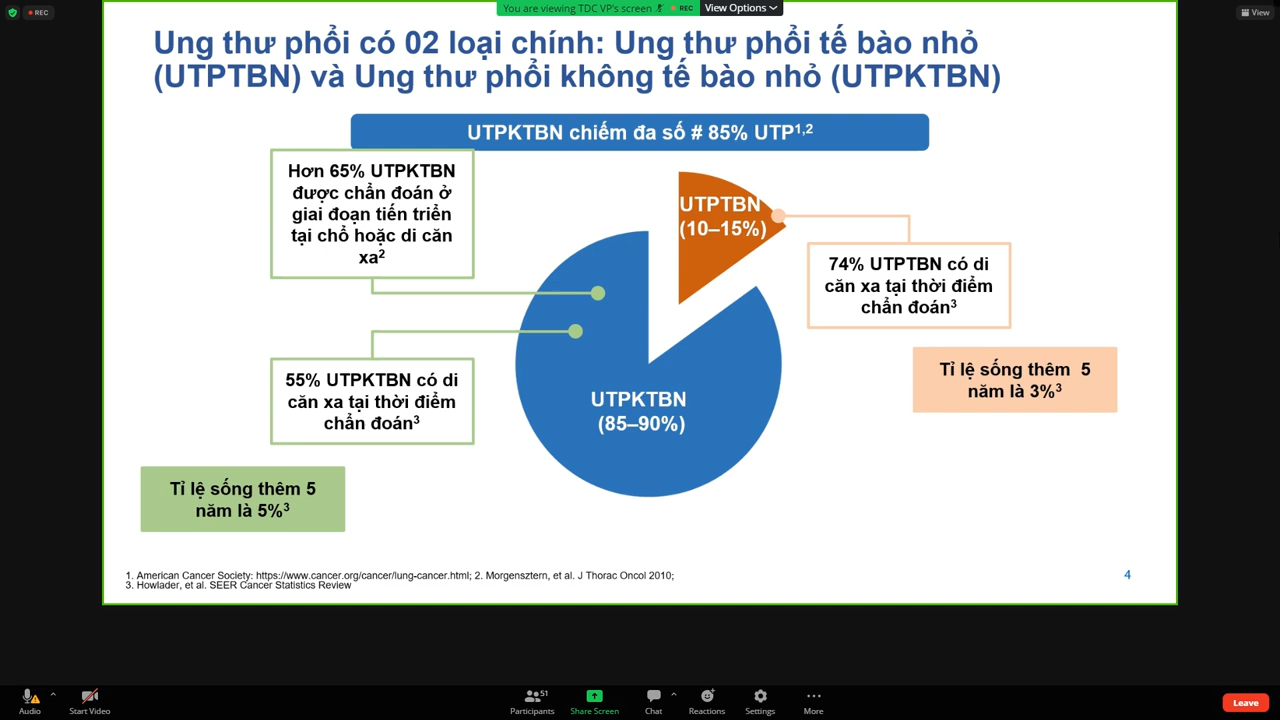 REC
You are viewing TDC VP's screen
REC
View Options
View
Ung thư phổi có 02 loại chính: Ung thư phổi tế bào nhỏ
(UTPTBN) và Ung thư phổi không tế bào nhỏ (UTPKTBN)
UTPKTBN chiếm đa số # 85% UTP1,2
Hơn 65% UTPKTBN
được chẩn đoán ở
giai đoạn tiến triển
tại chổ hoặc di căn
xa2
UTPTBN
(10–15%)
74% UTPTBN có di
căn xa tại thời điểm
chẩn đoán3
Tỉ lệ sống thêm 5
năm là 3%3
55% UTPKTBN có di
căn xa tại thời điểm
chẩn đoán3
UTPKTBN
(85–90%)
Tỉ lệ sống thêm 5
năm là 5%3
1. American Cancer Society: https://www.cancer.org/cancer/lung-cancer.html; 2. Morgensztern, et al. J Thorac Oncol 2010;
3. Howlader, et al. SEER Cancer Statistics Review
4
Audio
Start Video
51
Participants
Share Screen
Chat
Reactions
Settings
More
Leave